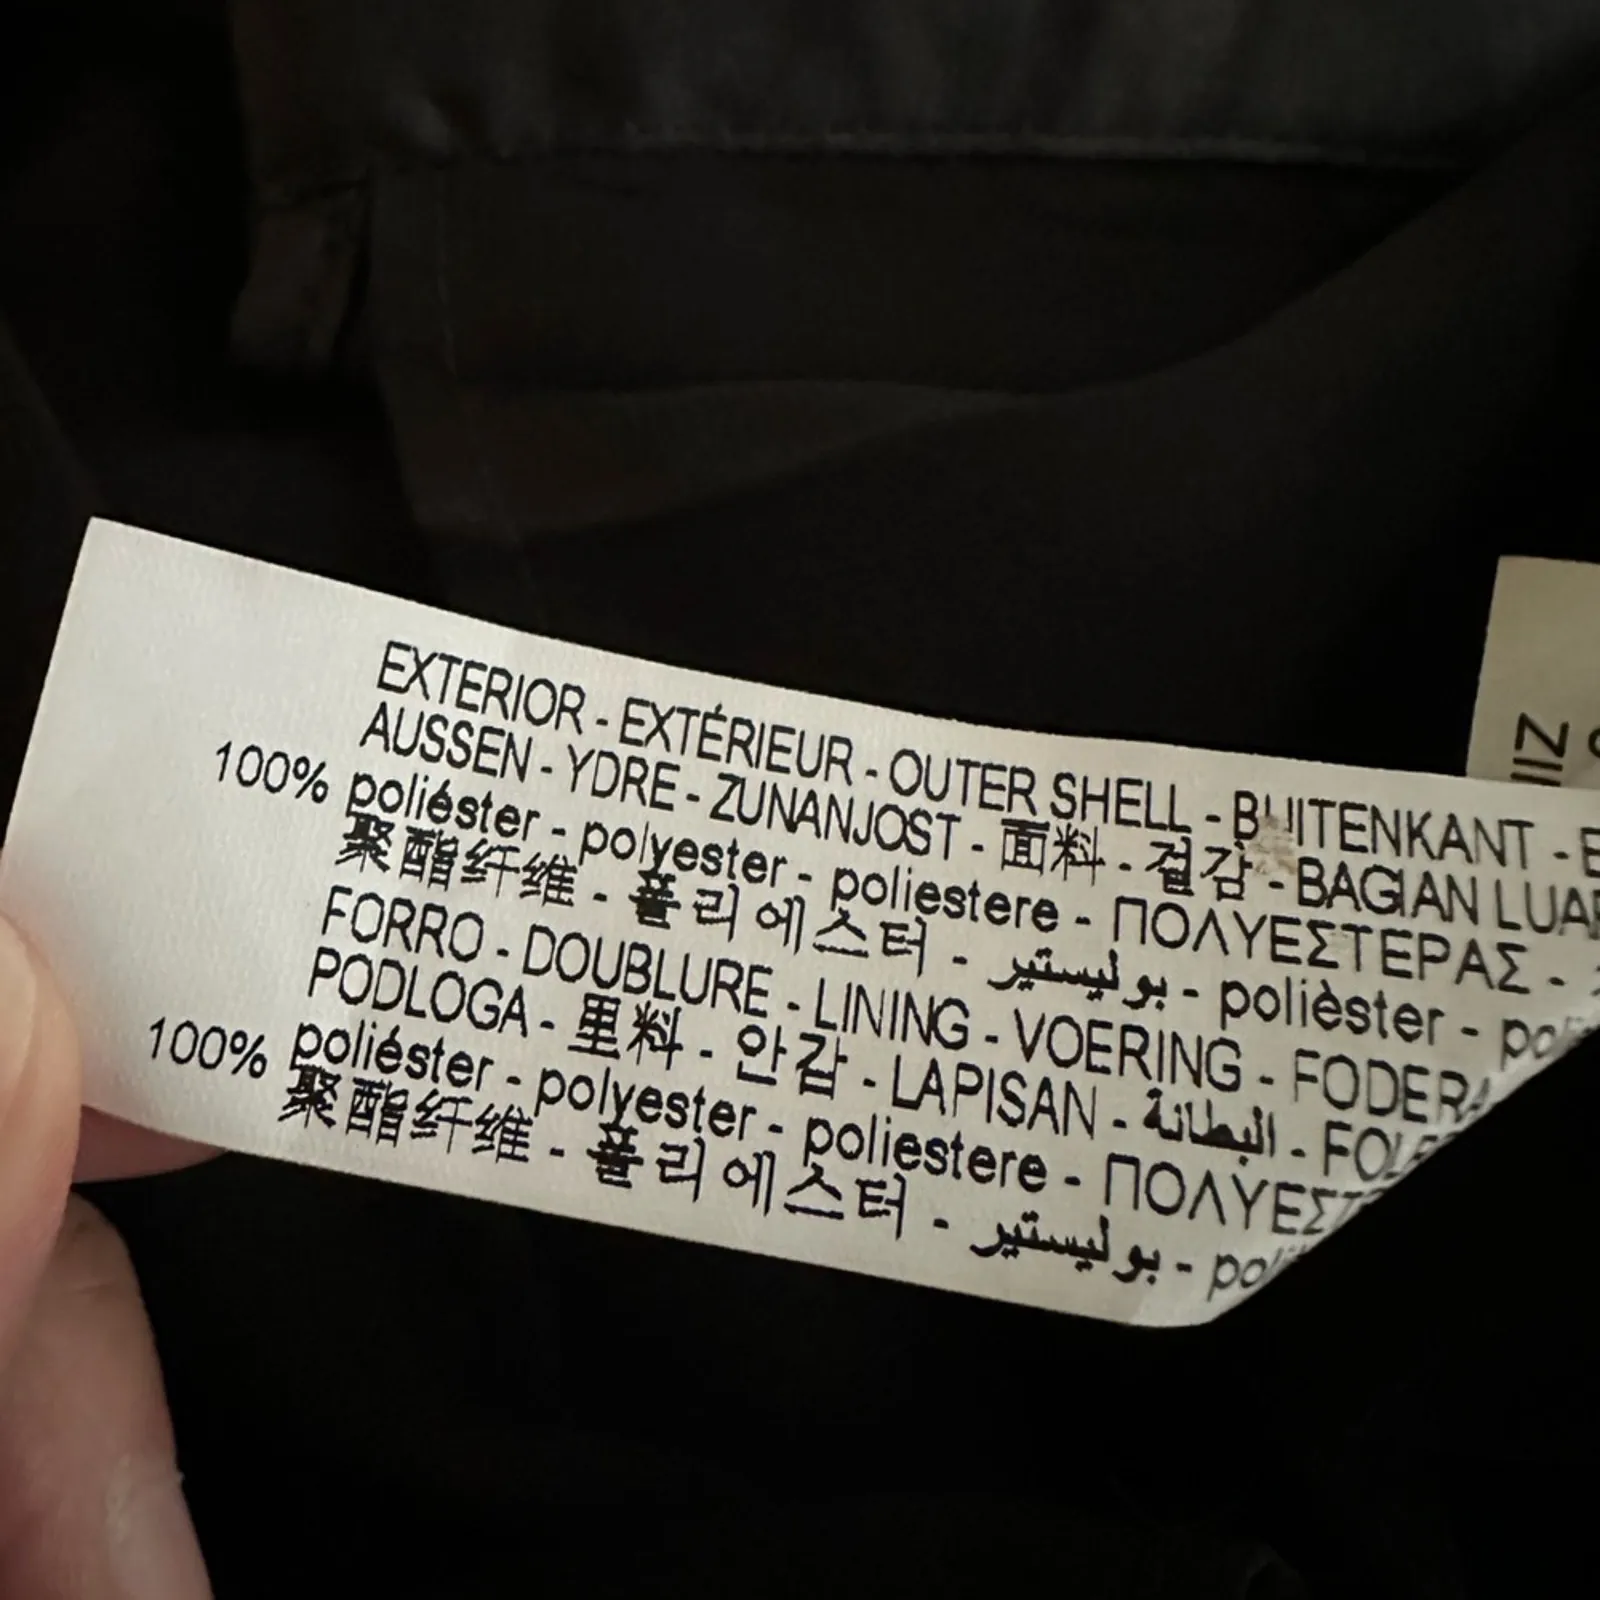 EXTERIOR - EXTÉRIEUR - OUTER SHELL - BUITENKANT -
AUSSEN - YDRE - ZUNANJOST - 面料 - 겉감 - BAGIAN LUAR
100% poliéster - polyester - poliestere - ΠΟΛΥΕΣΤΕΡΑΣ -
聚酯纤维 - 폴리에스터 - بوليستير - polièster -
FORRO - DOUBLURE - LINING - VOERING - FODERA
PODLOGA - 里料 - 안감 - LAPISAN - البطانة -
100% poliéster - polyester - poliestere -
聚酯纤维 - 폴리에스터 - بوليستير -